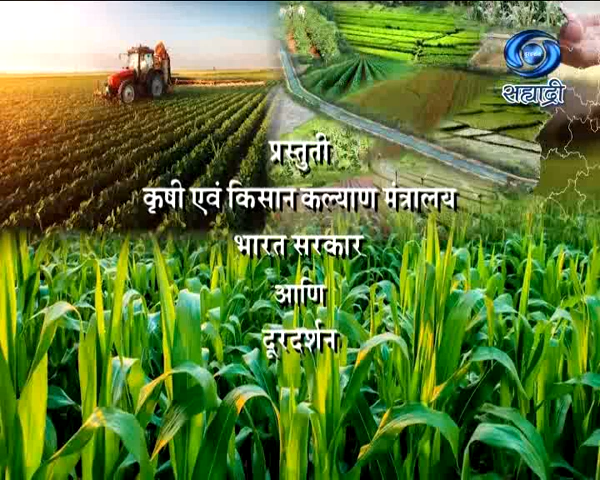 सह्याद्री
प्रस्तुती
कृषी एवं किसान कल्याण मंत्रालय
भारत सरकार
आणि
दूरदर्शन